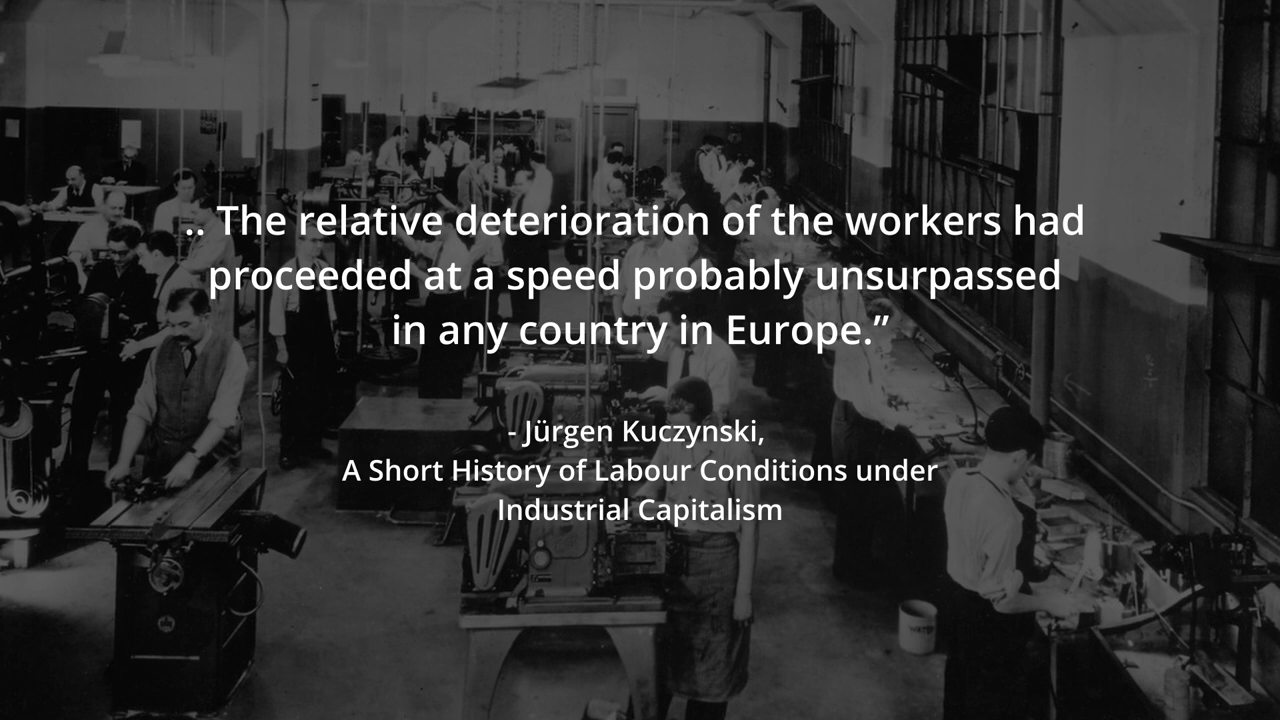 .. The relative deterioration of the workers had
proceeded at a speed probably unsurpassed
in any country in Europe.”
- Jürgen Kuczynski,
A Short History of Labour Conditions under
Industrial Capitalism